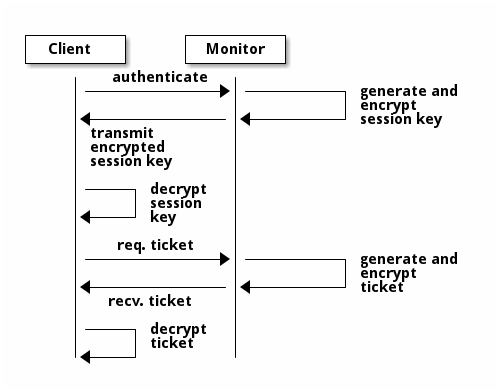 Client
Monitor
authenticate
generate and
encrypt
session key
transmit
encrypted
session key
decrypt
session
key
req. ticket
generate and
encrypt
ticket
recv. ticket
decrypt
ticket